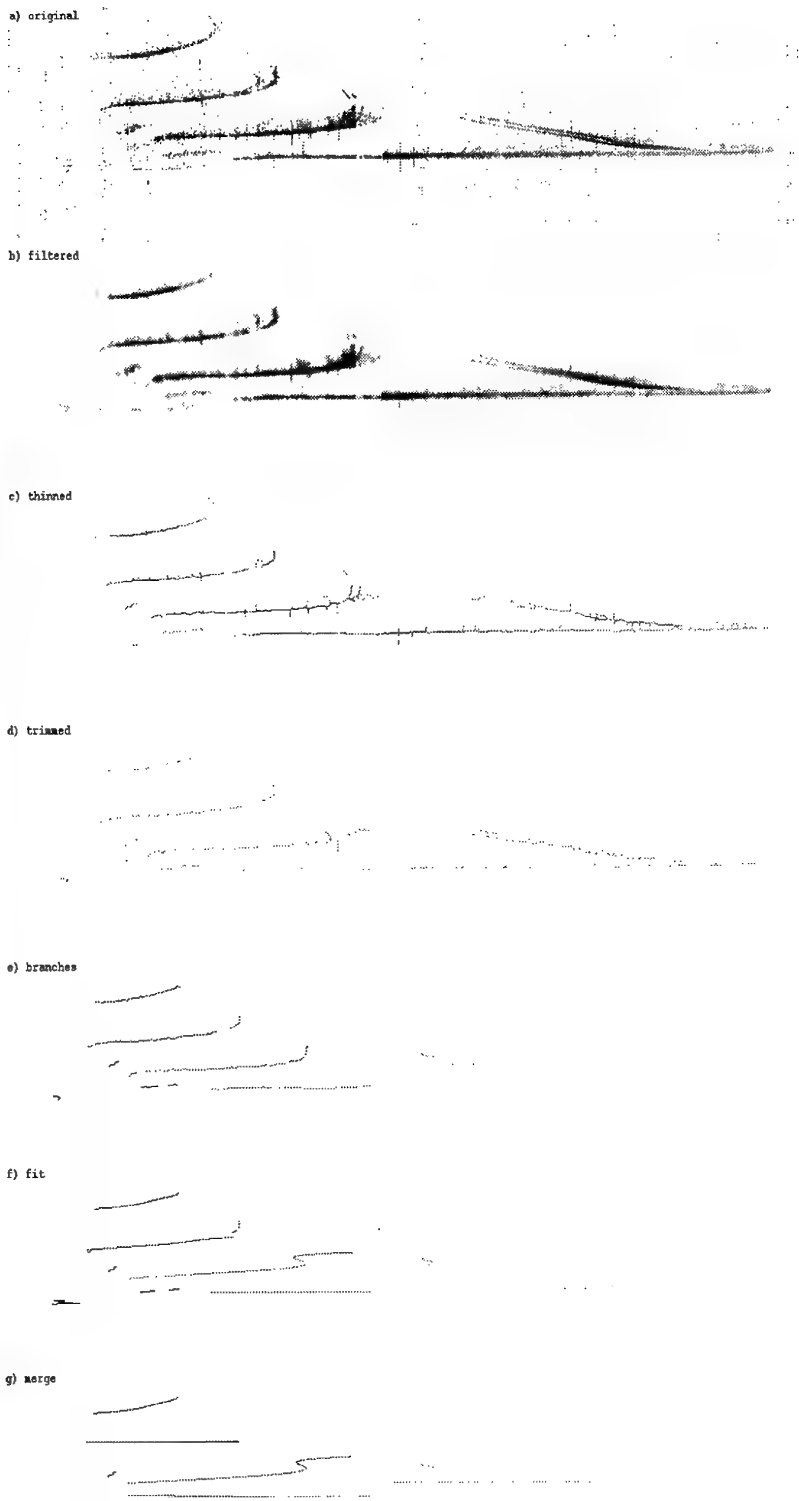 a) original
b) filtered
c) thinned
d) trimmed
e) branches
f) fit
g) merge